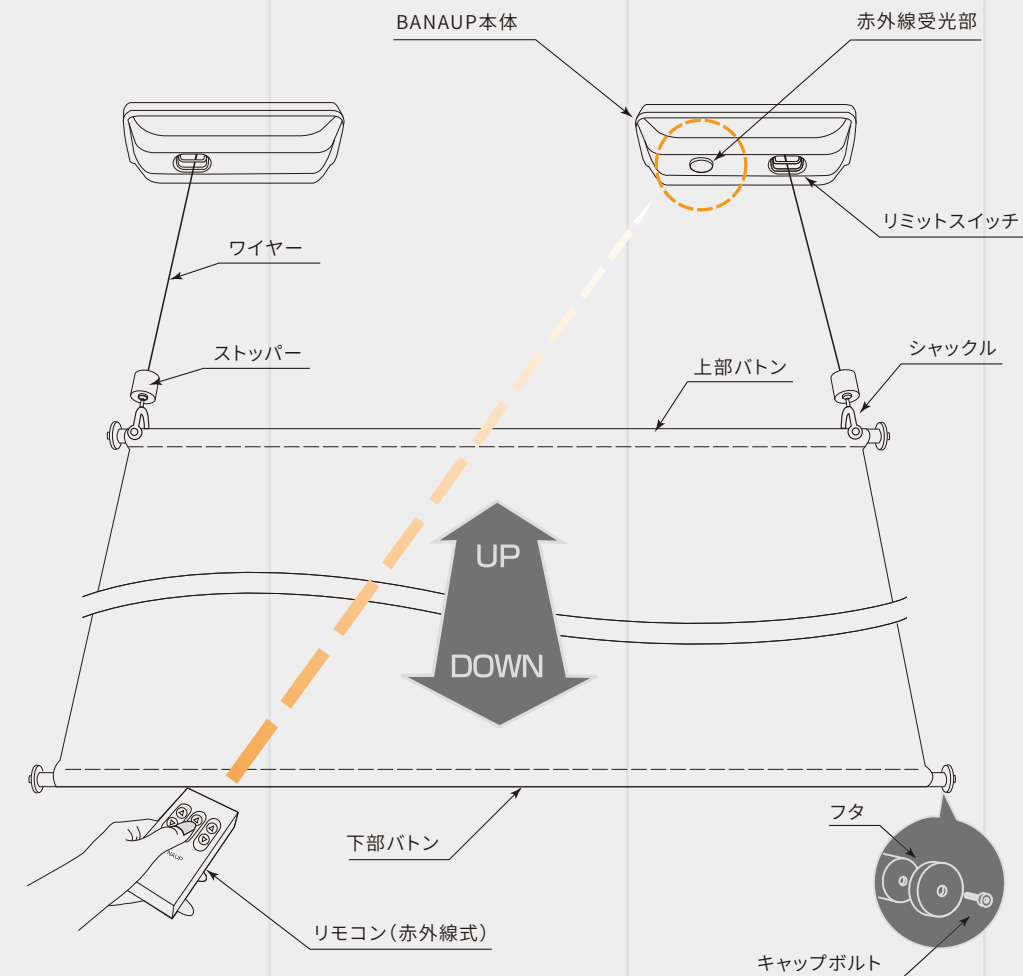 BANAUP本体
赤外線受光部
リミットスイッチ
ワイヤー
ストッパー
シャックル
上部バトン
UP
DOWN
フタ
下部バトン
リモコン（赤外線式）
キャップボルト